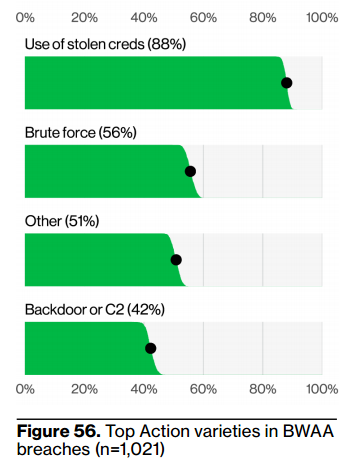 0% 20% 40% 60% 80% 100%
Use of stolen creds (88%)
Brute force (56%)
Other (51%)
Backdoor or C2 (42%)
0% 20% 40% 60% 80% 100%
Figure 56. Top Action varieties in BWAA
breaches (n=1,021)